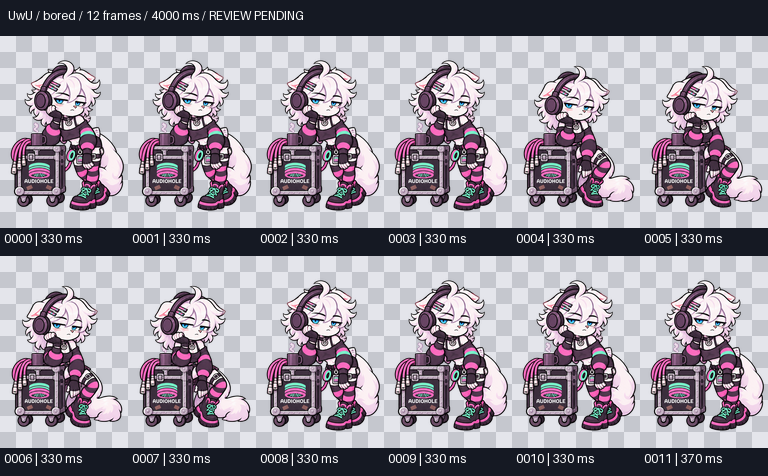 UwU / bored / 12 frames / 4000 ms / REVIEW PENDING
AUDIOHOLE
AUDIOHOLE
AUDIOHOLE
AUDIOHOLE
AUDIOHOLE
AUDIOHOLE
0000 | 330 ms
0001 | 330 ms
0002 | 330 ms
0003 | 330 ms
0004 | 330 ms
0005 | 330 ms
AUDIOHOLE
AUDIOHOLE
AUDIOHOLE
AUDIOHOLE
AUDIOHOLE
AUDIOHOLE
0006 | 330 ms
0007 | 330 ms
0008 | 330 ms
0009 | 330 ms
0010 | 330 ms
0011 | 370 ms